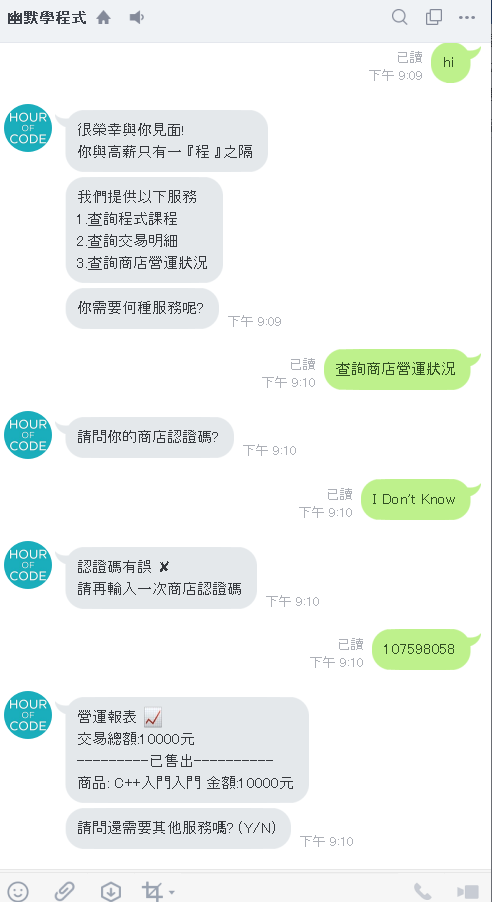 幽默學程式
已讀
下午 9:09
hi
HOUR
OF
CODE
很榮幸與你見面!
你與高薪只有一『程』之隔
我們提供以下服務
1.查詢程式課程
2.查詢交易明細
3.查詢商店營運狀況
你需要何種服務呢?
下午 9:09
已讀
下午 9:10
查詢商店營運狀況
HOUR
OF
CODE
請問你的商店認證碼?
下午 9:10
已讀
下午 9:10
I Don't Know
HOUR
OF
CODE
認證碼有誤 ✘
請再輸入一次商店認證碼
下午 9:10
已讀
下午 9:10
107598058
HOUR
OF
CODE
營運報表 📈
交易總額:10000元
---------已售出----------
商品: C++入門入門 金額:10000元
請問還需要其他服務嗎? (Y/N)
下午 9:10